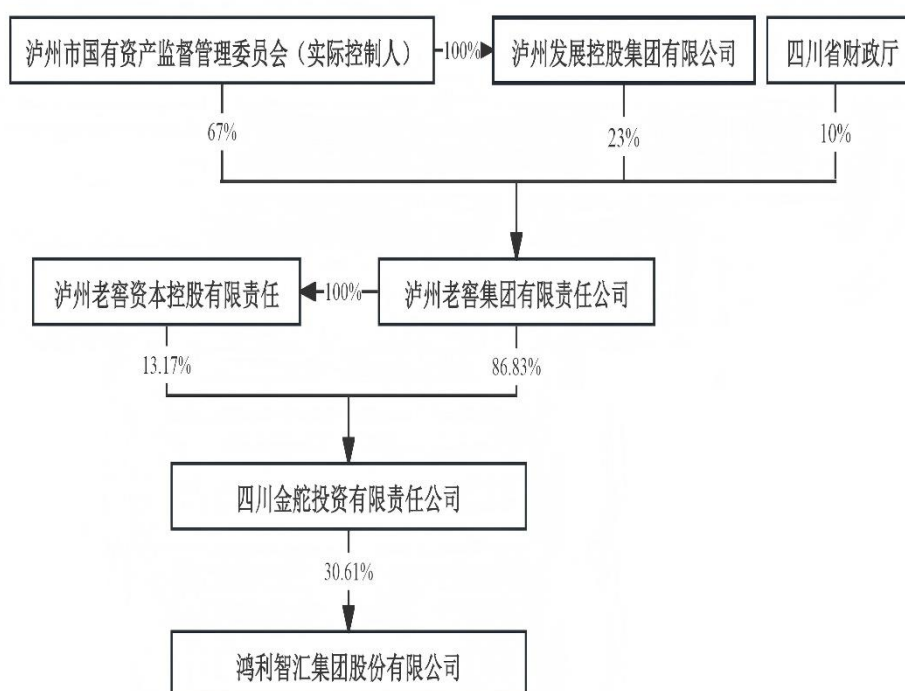 泸州市国有资产监督管理委员会（实际控制人）
100%
泸州发展控股集团有限公司
四川省财政厅
67%
23%
10%
泸州老窖资本控股有限责任
100%
泸州老窖集团有限责任公司
13.17%
86.83%
四川金舵投资有限责任公司
30.61%
鸿利智汇集团股份有限公司